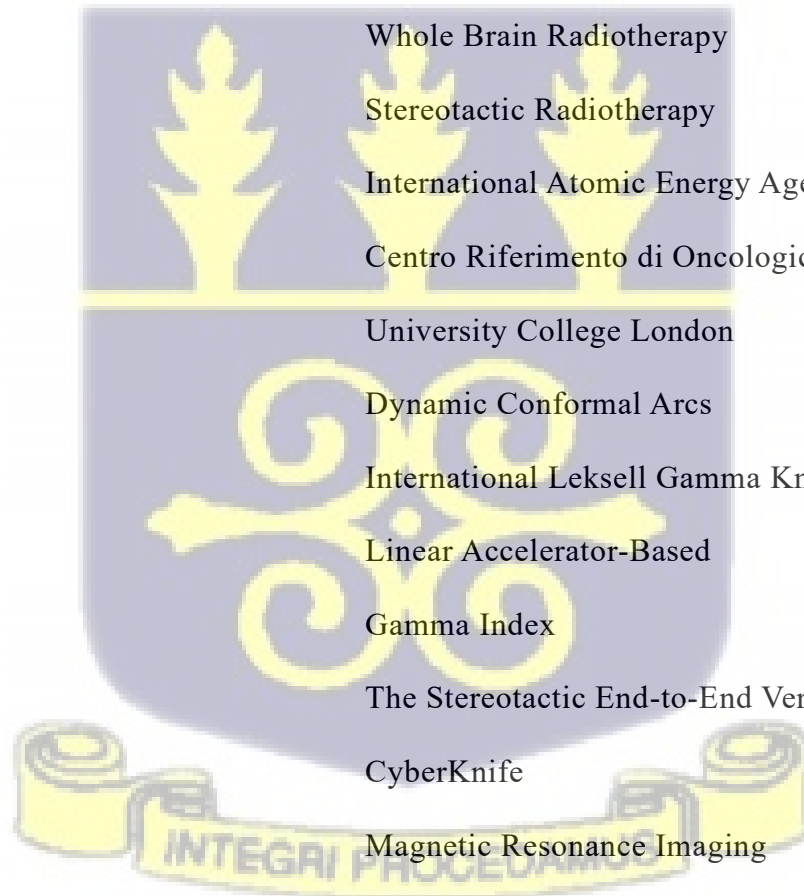 Whole Brain Radiotherapy
Stereotactic Radiotherapy
International Atomic Energy Age
Centro Riferimento di Oncologic
University College London
Dynamic Conformal Arcs
International Leksell Gamma Kn
Linear Accelerator-Based
Gamma Index
The Stereotactic End-to-End Ver
CyberKnife
Magnetic Resonance Imaging
INTEGRI PROCEDAMUS